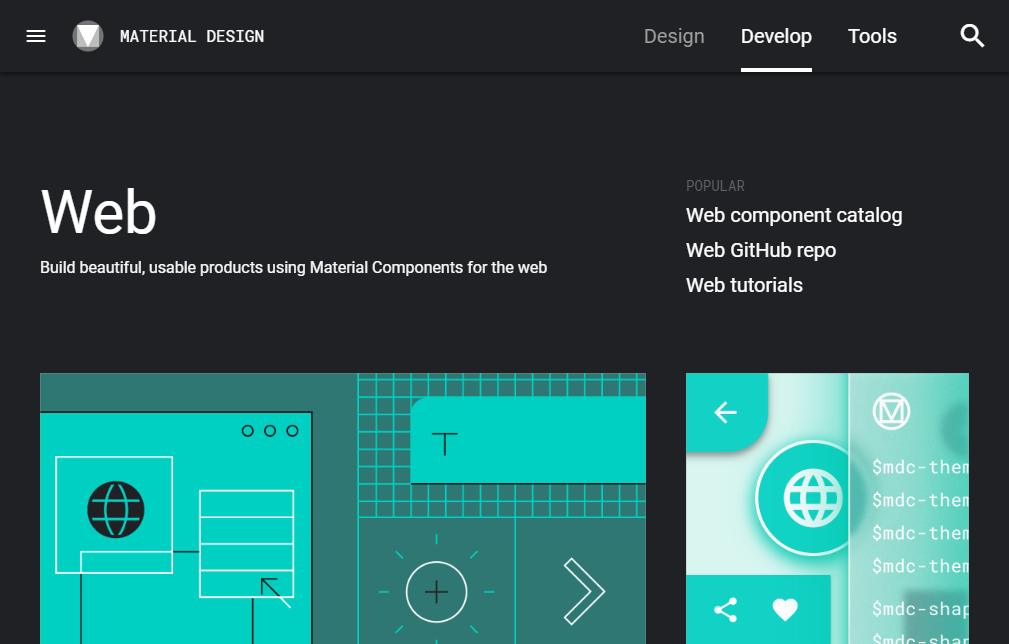 MATERIAL DESIGN
Design
Develop
Tools
Web
Build beautiful, usable products using Material Components for the web
POPULAR
Web component catalog
Web GitHub repo
Web tutorials
T
$mdc-them
$mdc-them
$mdc-them
$mdc-them
$mdc-shap
$mdc-shap